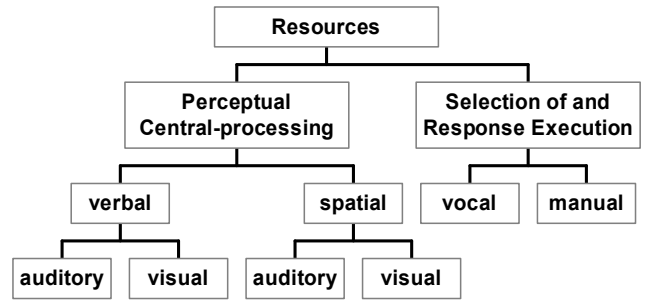 Resources
Perceptual
Central-processing
Selection of and
Response Execution
verbal
spatial
vocal
manual
auditory
visual
auditory
visual